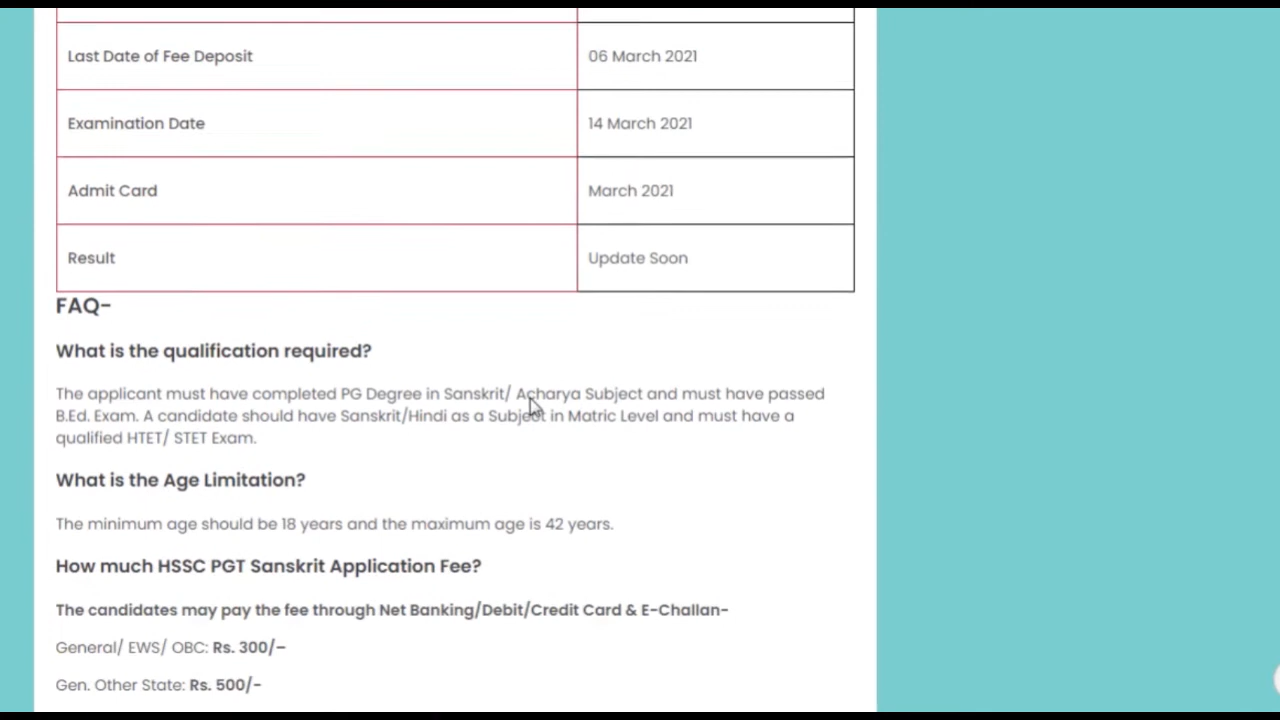 Last Date of Fee Deposit 06 March 2021
Examination Date 14 March 2021
Admit Card March 2021
Result Update Soon
FAQ-
What is the qualification required?
The applicant must have completed PG Degree in Sanskrit/ Acharya Subject and must have passed
B.Ed. Exam. A candidate should have Sanskrit/Hindi as a Subject in Matric Level and must have a
qualified HTET/ STET Exam.
What is the Age Limitation?
The minimum age should be 18 years and the maximum age is 42 years.
How much HSSC PGT Sanskrit Application Fee?
The candidates may pay the fee through Net Banking/Debit/Credit Card & E-Challan-
General/ EWS/ OBC: Rs. 300/–
Gen. Other State: Rs. 500/-